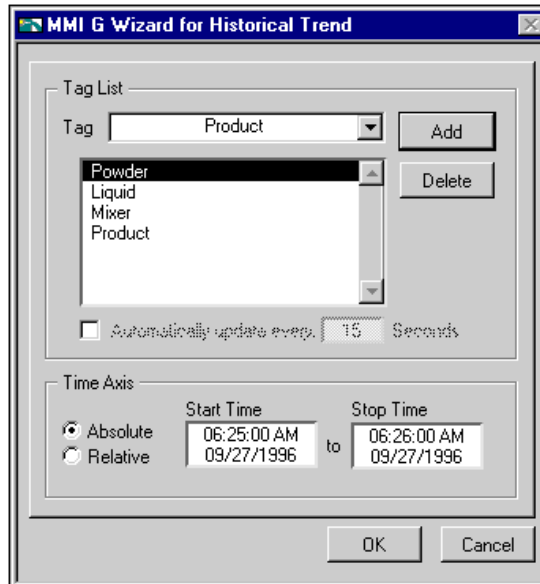 MMI G Wizard for Historical Trend
Tag List
Tag Product Add
Powder Delete
Liquid
Mixer
Product
Automatically update every. 15 Seconds
Time Axis
Start Time Stop Time
Absolute 06:25:00 AM to 06:26:00 AM
Relative 09/27/1996 09/27/1996
OK Cancel